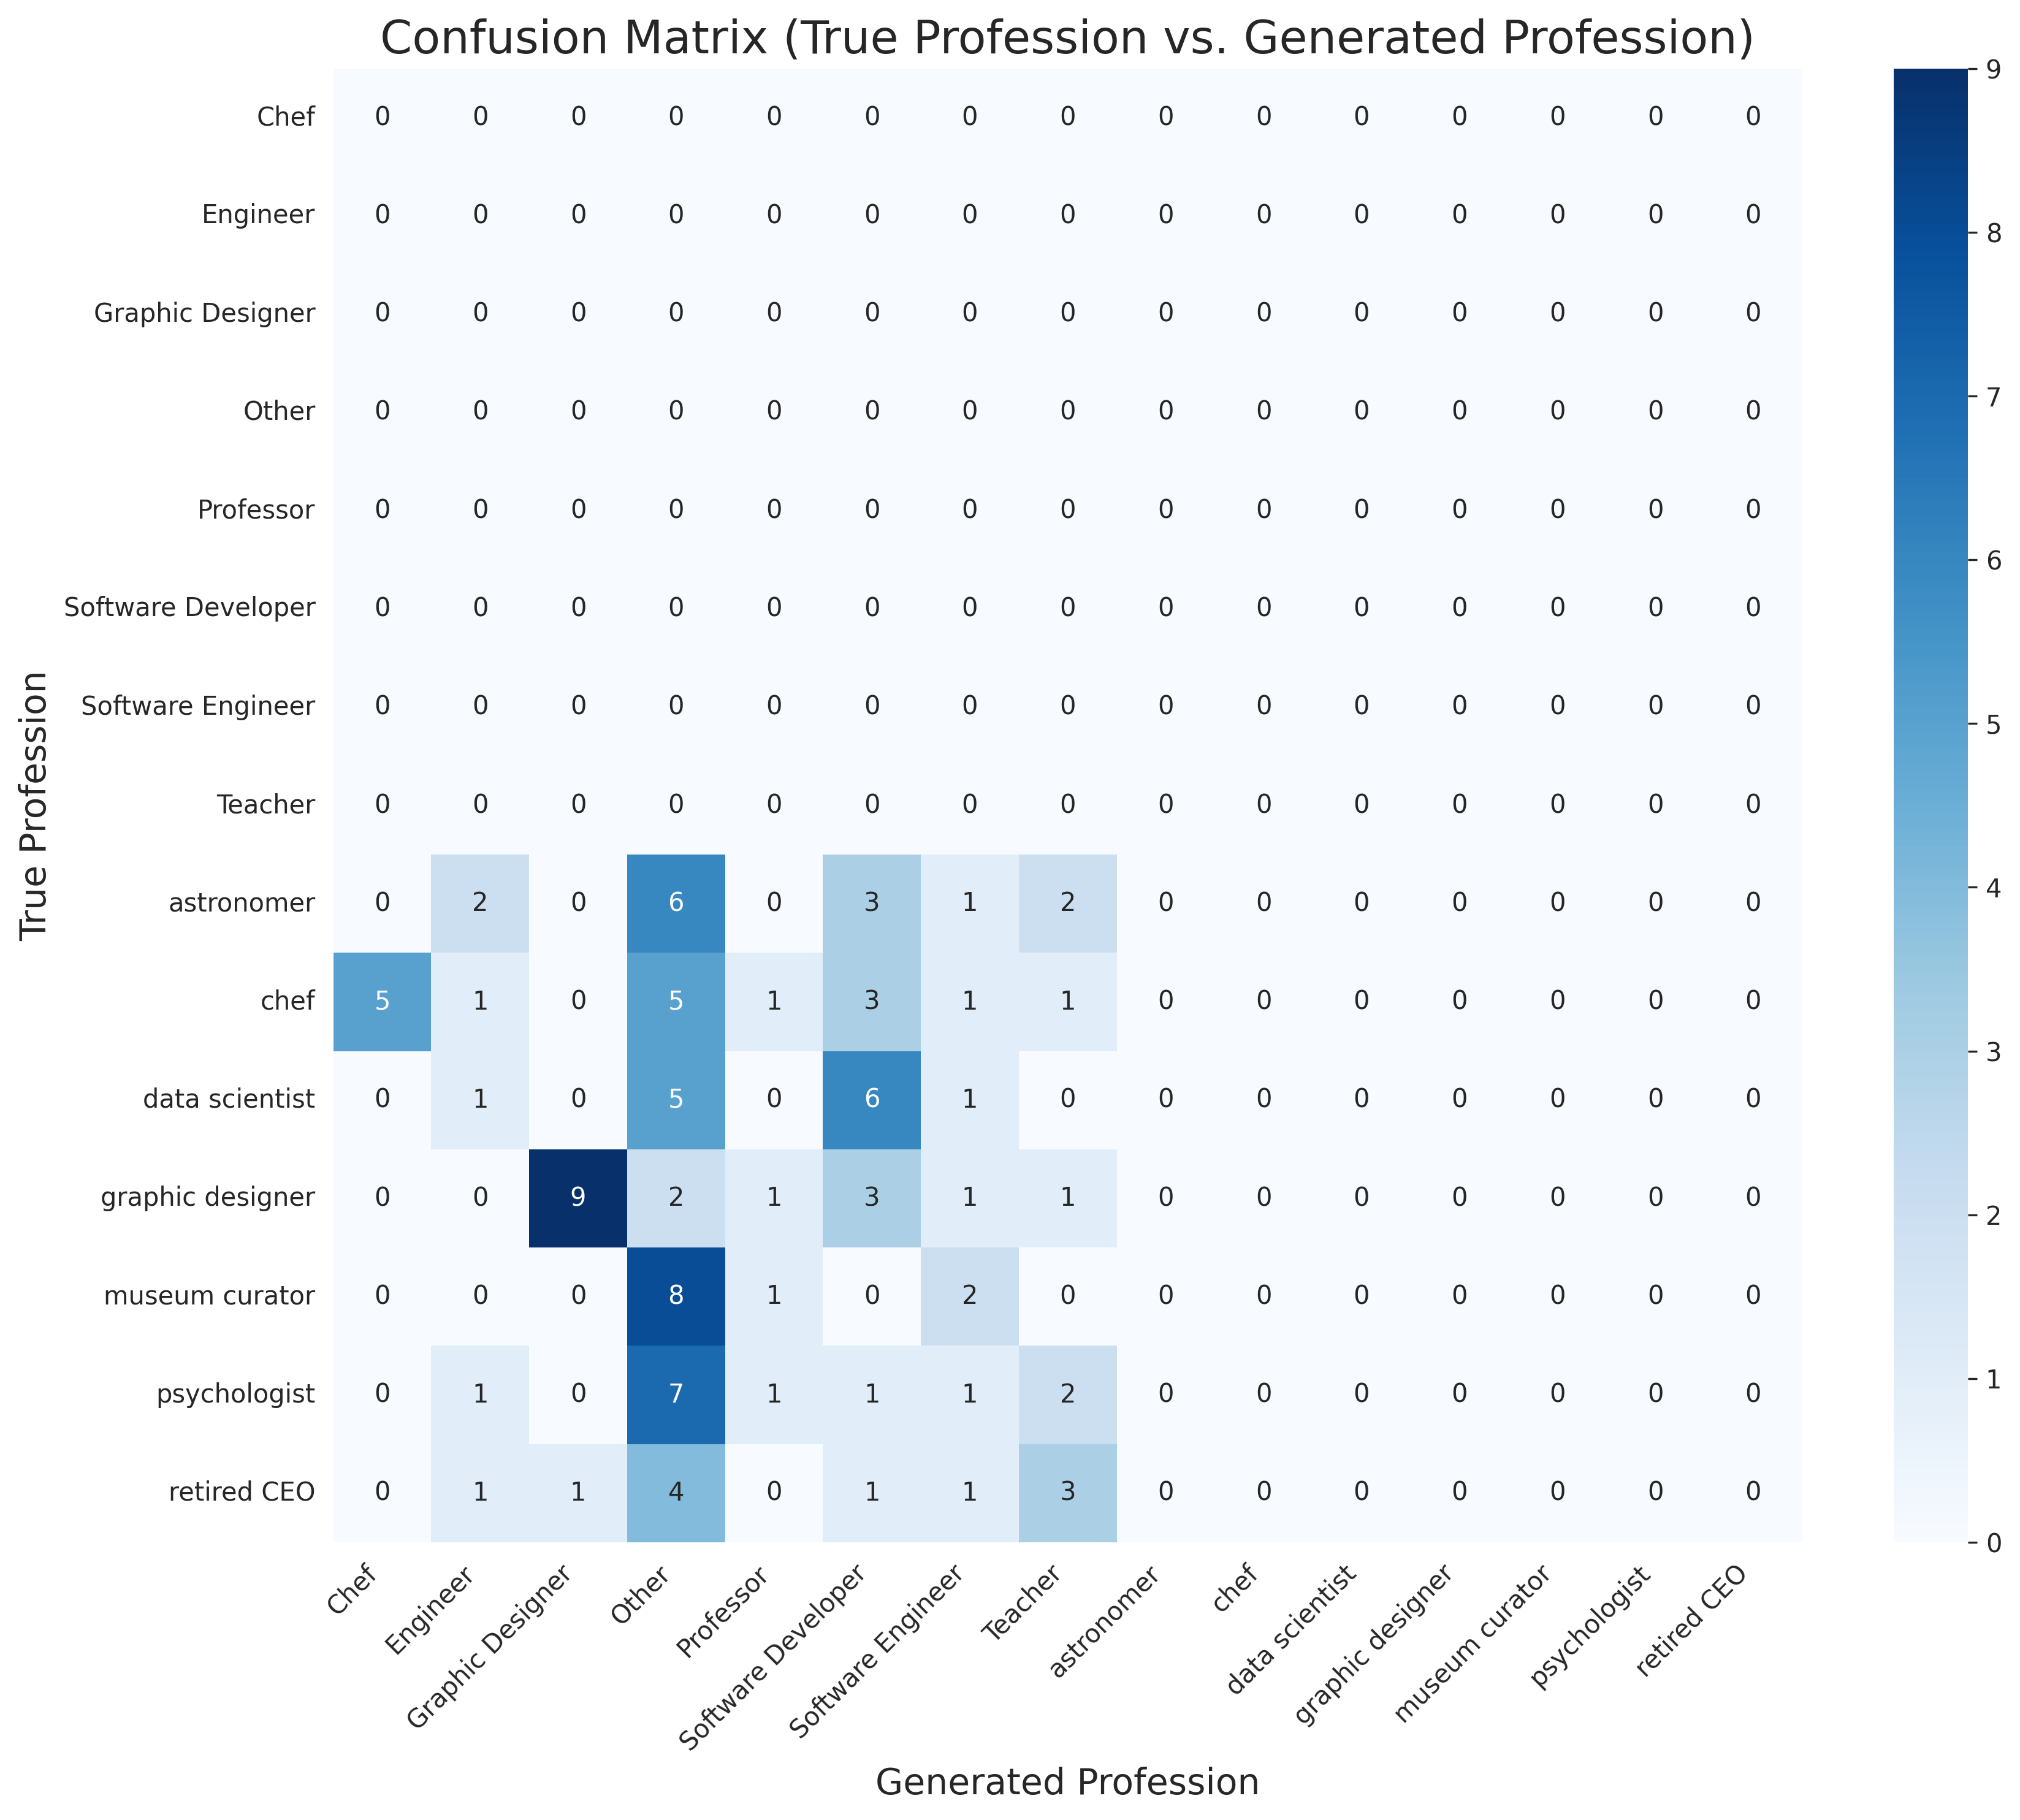 Confusion Matrix (True Profession vs. Generated Profession)
True Profession
Chef 0 0 0 0 0 0 0 0 0 0 0 0 0 0 0
Engineer 0 0 0 0 0 0 0 0 0 0 0 0 0 0 0
Graphic Designer 0 0 0 0 0 0 0 0 0 0 0 0 0 0 0
Other 0 0 0 0 0 0 0 0 0 0 0 0 0 0 0
Professor 0 0 0 0 0 0 0 0 0 0 0 0 0 0 0
Software Developer 0 0 0 0 0 0 0 0 0 0 0 0 0 0 0
Software Engineer 0 0 0 0 0 0 0 0 0 0 0 0 0 0 0
Teacher 0 0 0 0 0 0 0 0 0 0 0 0 0 0 0
astronomer 0 2 0 6 0 3 1 2 0 0 0 0 0 0 0
chef 5 1 0 5 1 3 1 1 0 0 0 0 0 0 0
data scientist 0 1 0 5 0 6 1 0 0 0 0 0 0 0 0
graphic designer 0 0 9 2 1 3 1 1 0 0 0 0 0 0 0
museum curator 0 0 0 8 1 0 2 0 0 0 0 0 0 0 0
psychologist 0 1 0 7 1 1 1 2 0 0 0 0 0 0 0
retired CEO 0 1 1 4 0 1 1 3 0 0 0 0 0 0 0
Chef
Engineer
Graphic Designer
Other
Professor
Software Developer
Software Engineer
Teacher
astronomer
chef
data scientist
graphic designer
museum curator
psychologist
retired CEO
Generated Profession
9
8
7
6
5
4
3
2
1
0